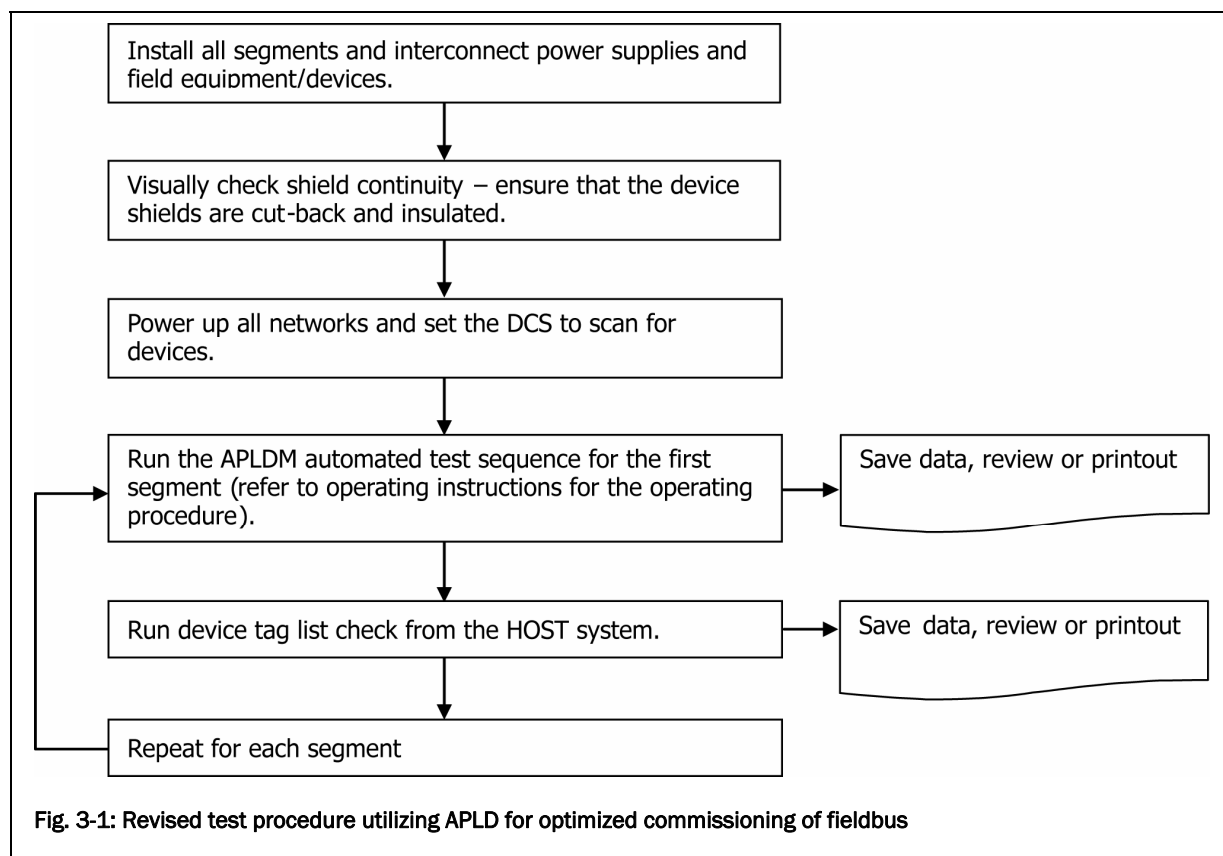 Install all segments and interconnect power supplies and
field equipment/devices.
Visually check shield continuity – ensure that the device
shields are cut-back and insulated.
Power up all networks and set the DCS to scan for
devices.
Run the APLDM automated test sequence for the first
segment (refer to operating instructions for the operating
procedure).
Save data, review or printout
Run device tag list check from the HOST system.
Save data, review or printout
Repeat for each segment
Fig. 3-1: Revised test procedure utilizing APLD for optimized commissioning of fieldbus